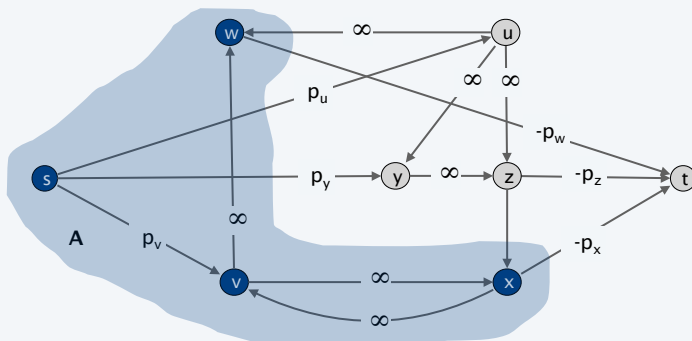 w
∞
u
p_u
∞
∞
-p_w
s
p_y
y
∞
z
-p_z
t
A
p_v
∞
-p_x
v
∞
x
∞